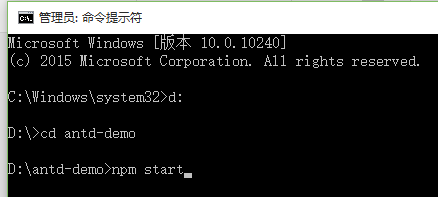 管理员: 命令提示符
Microsoft Windows [版本 10.0.10240]
(c) 2015 Microsoft Corporation. All rights reserved.
C:\Windows\system32>d:
D:\>cd antd-demo
D:\antd-demo>npm start